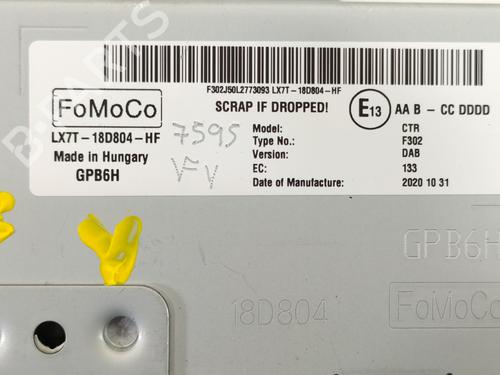 F302J50L2773093 LX7T-18D804-HF
SCRAP IF DROPPED!
FoMoCo
LX7T-18D804-HF
Made in Hungary
GPB6H
7595
VV
E13
AA B - CC DDDD
Model: CTR
Type No.: F302
Version: DAB
EC: 133
Date of Manufacture: 2020 10 31
GPB6H
18D804
FoMoCo